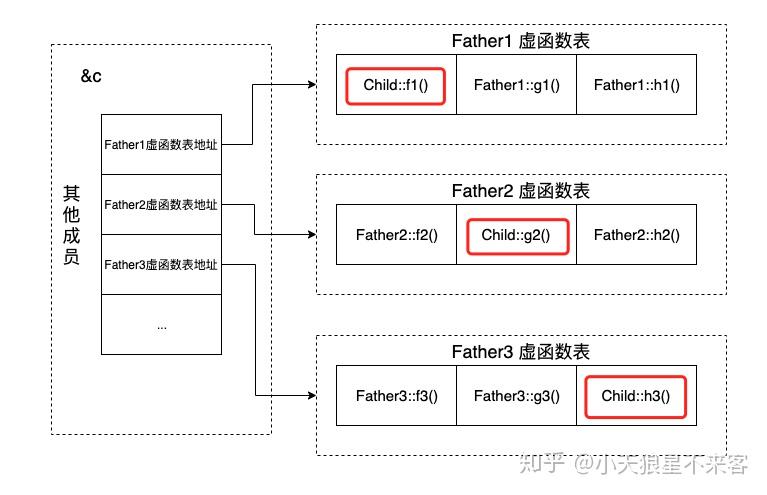 &c
其他成员
Father1虚函数表地址
Father2虚函数表地址
Father3虚函数表地址
...
Father1 虚函数表
Child::f1()
Father1::g1()
Father1::h1()
Father2 虚函数表
Father2::f2()
Child::g2()
Father2::h2()
Father3 虚函数表
Father3::f3()
Father3::g3()
Child::h3()
知乎 @小天狼星不来客